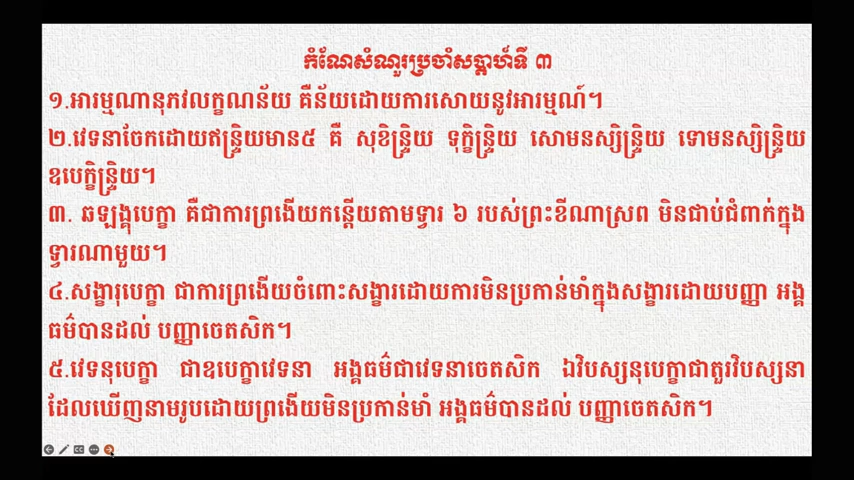 កំណែសំណួរប្រចាំសប្តាហ៍ទី ៣
១.អារម្មណានុភវលក្ខណន័យ គឺន័យដោយការសោយនូវអារម្មណ៍។
២.វេទនាចែកដោយឥន្ទ្រិយមាន៥ គឺ សុខិន្ទ្រិយ ទុក្ខិន្ទ្រិយ សោមនស្សិន្ទ្រិយ ទោមនស្សិន្ទ្រិយ
ឧបេក្ខិន្ទ្រិយ។
៣. ឆឡង្គុបេក្ខា គឺជាការព្រងើយកន្តើយតាមទ្វារ ៦ របស់ព្រះខីណាស្រព មិនជាប់ជំពាក់ក្នុង
ទ្វារណាមួយ។
៤.សង្ខារុបេក្ខា ជាការព្រងើយចំពោះសង្ខារដោយការមិនប្រកាន់មាំក្នុងសង្ខារដោយបញ្ញា អង្គ
ធម៌បានដល់ បញ្ញាចេតសិក។
៥.វេទនុបេក្ខា ជាឧបេក្ខាវេទនា អង្គធម៌ជាវេទនាចេតសិក ឯវិបស្សនុបេក្ខាជាតួរវិបស្សនា
ដែលឃើញនាមរូបដោយព្រងើយមិនប្រកាន់មាំ អង្គធម៌បានដល់ បញ្ញាចេតសិក។